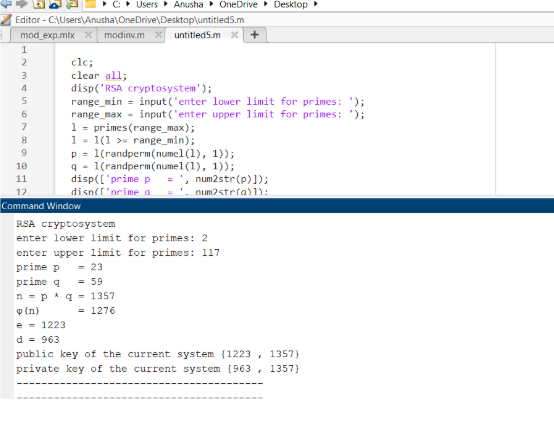 C: Users Anusha OneDrive Desktop
Editor - C:\Users\Anusha\OneDrive\Desktop\untitled5.m
mod_exp.mlx modinv.m untitled5.m +
1
2 clc;
3 clear all;
4 disp('RSA cryptosystem');
5 range_min = input('enter lower limit for primes: ');
6 range_max = input('enter upper limit for primes: ');
7 l = primes(range_max);
8 l = l(l >= range_min);
9 p = l(randperm(numel(l), 1));
10 q = l(randperm(numel(l), 1));
11 disp(['prime p   = ', num2str(p)]);
12 disp(['prime q   = ', num2str(q)]);
Command Window
RSA cryptosystem
enter lower limit for primes: 2
enter upper limit for primes: 117
prime p   = 23
prime q   = 59
n = p * q = 1357
φ(n)      = 1276
e = 1223
d = 963
public key of the current system {1223 , 1357}
private key of the current system {963 , 1357}
----------------------------------------
----------------------------------------